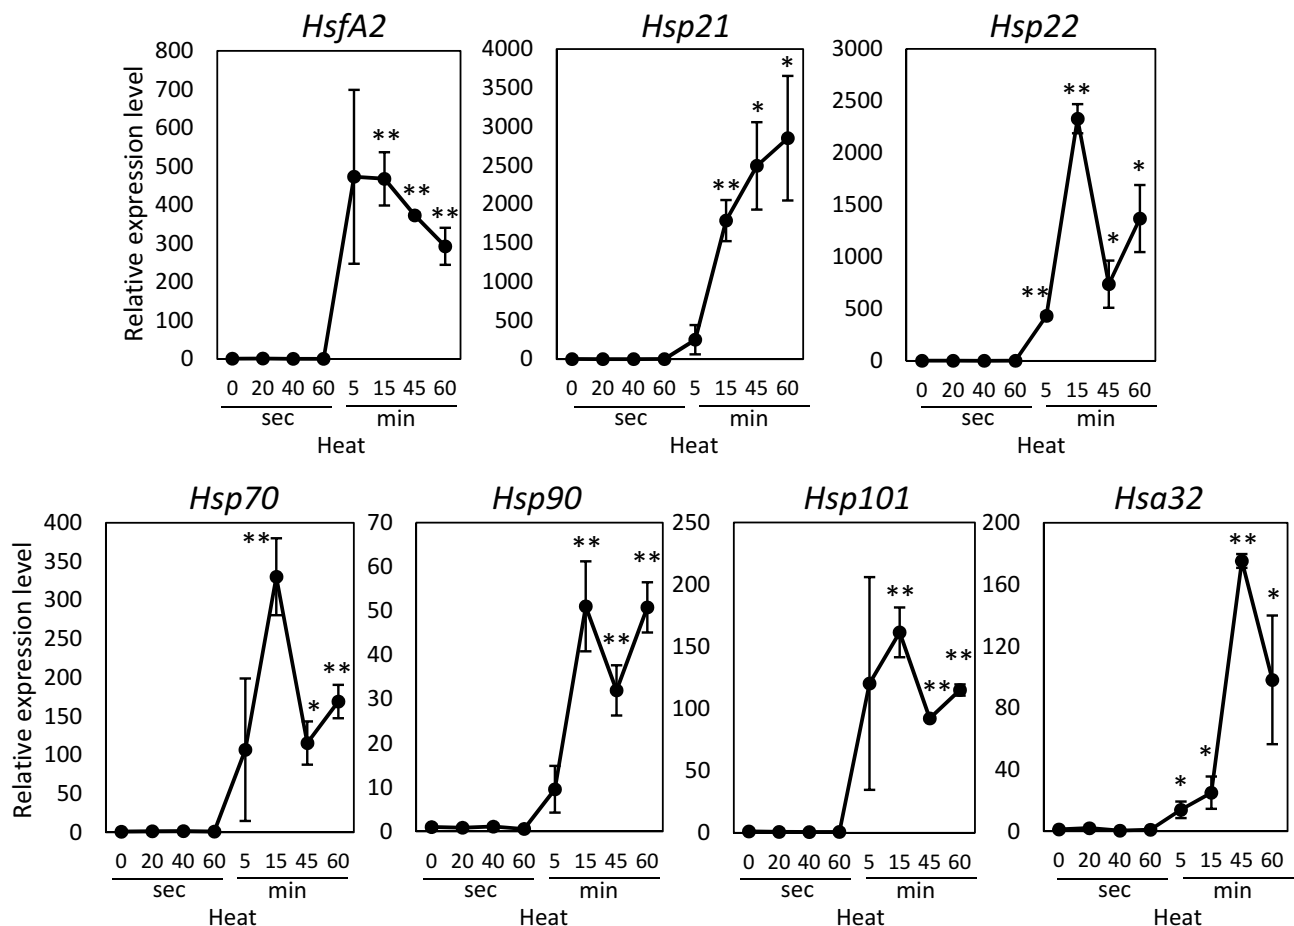 HsfA2 Hsp21 Hsp22
Relative expression level
800
700
600
500
400
300
200
100
0
** ** **
0 20 40 60 5 15 45 60
sec min
Heat
4000
3500
3000
2500
2000
1500
1000
500
0
** * *
0 20 40 60 5 15 45 60
sec min
Heat
3000
2500
2000
1500
1000
500
0
** ** * *
0 20 40 60 5 15 45 60
sec min
Heat
Hsp70 Hsp90 Hsp101 Hsa32
Relative expression level
400
350
300
250
200
150
100
50
0
** * **
0 20 40 60 5 15 45 60
sec min
Heat
70
60
50
40
30
20
10
0
** ** **
0 20 40 60 5 15 45 60
sec min
Heat
250
200
150
100
50
0
** ** **
0 20 40 60 5 15 45 60
sec min
Heat
200
160
120
80
40
0
* * ** *
0 20 40 60 5 15 45 60
sec min
Heat